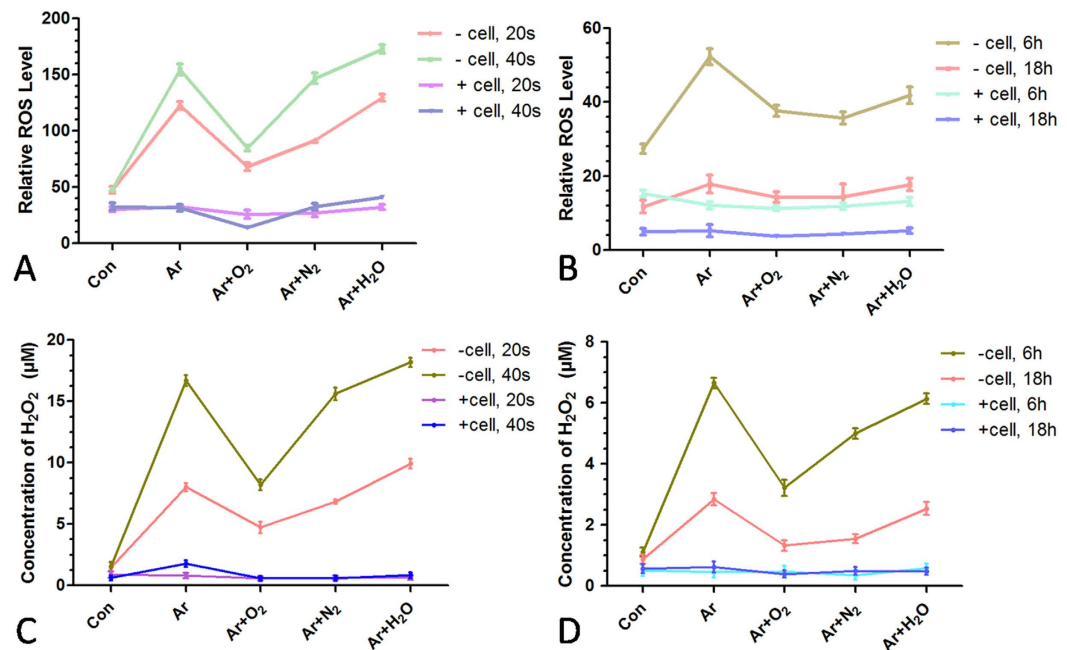 A
Relative ROS Level
200
150
100
50
0
Con
Ar
Ar+O₂
Ar+N₂
Ar+H₂O
- cell, 20s
- cell, 40s
+ cell, 20s
+ cell, 40s
B
Relative ROS Level
60
40
20
0
Con
Ar
Ar+O₂
Ar+N₂
Ar+H₂O
- cell, 6h
- cell, 18h
+ cell, 6h
+ cell, 18h
C
Concentration of H₂O₂ (μM)
20
15
10
5
0
Con
Ar
Ar+O₂
Ar+N₂
Ar+H₂O
-cell, 20s
-cell, 40s
+cell, 20s
+cell, 40s
D
Concentration of H₂O₂ (μM)
8
6
4
2
0
Con
Ar
Ar+O₂
Ar+N₂
Ar+H₂O
-cell, 6h
-cell, 18h
+cell, 6h
+cell, 18h